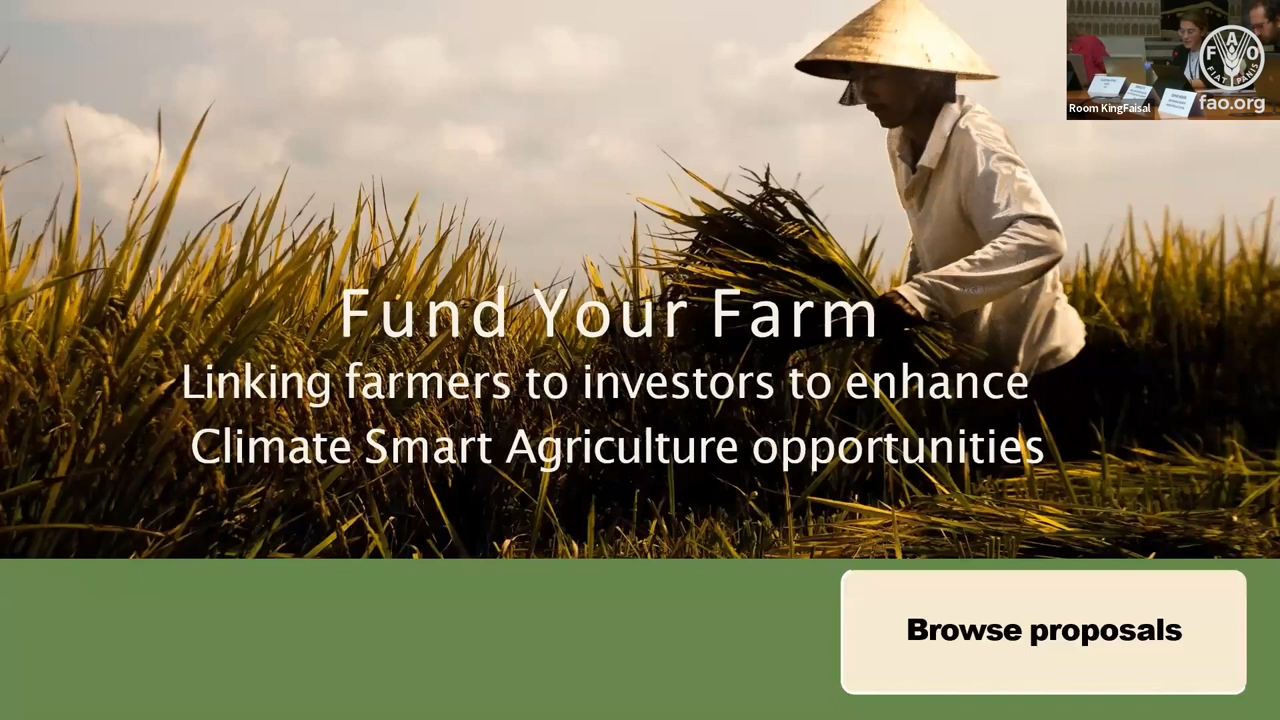 FAO
FIAT PANIS
Room KingFaisal
fao.org
Fund Your Farm
Linking farmers to investors to enhance
Climate Smart Agriculture opportunities
Browse proposals